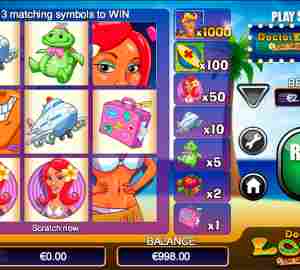 3 matching symbols to WIN
PLAY
x1000
x100
x50
x10
x5
x2
x1
Scratch now
BALANCE
€0.00
€998.00